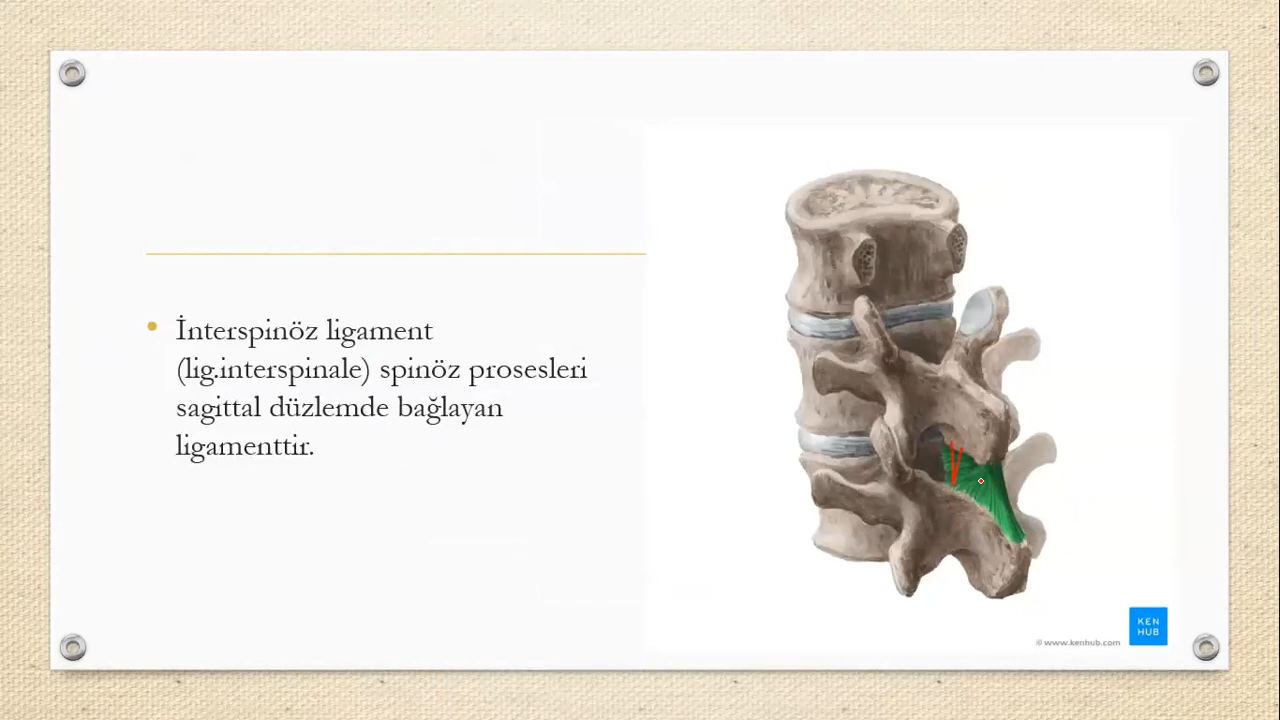 İnterspinöz ligament
(lig.interspinale) spinöz prosesleri
sagittal düzlemde bağlayan
ligamenttir.
KEN
HUB
© www.kenhub.com